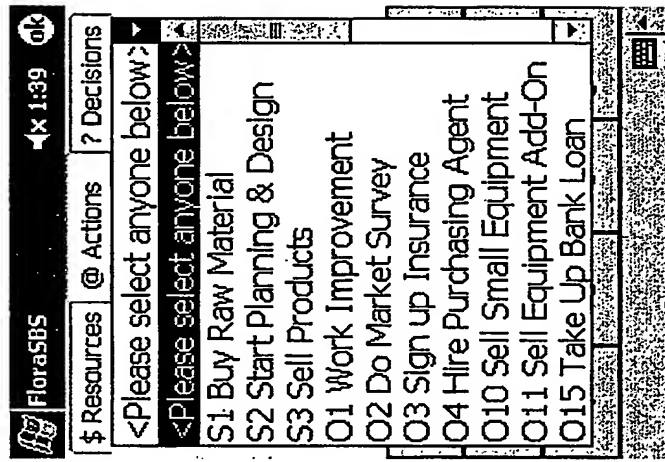 FloraSBS 1:39 ok
$ Resources @ Actions ? Decisions
<Please select anyone below>
<Please select anyone below>
S1 Buy Raw Material
S2 Start Planning & Design
S3 Sell Products
O1 Work Improvement
O2 Do Market Survey
O3 Sign up Insurance
O4 Hire Purchasing Agent
O10 Sell Small Equipment
O11 Sell Equipment Add-On
O15 Take Up Bank Loan